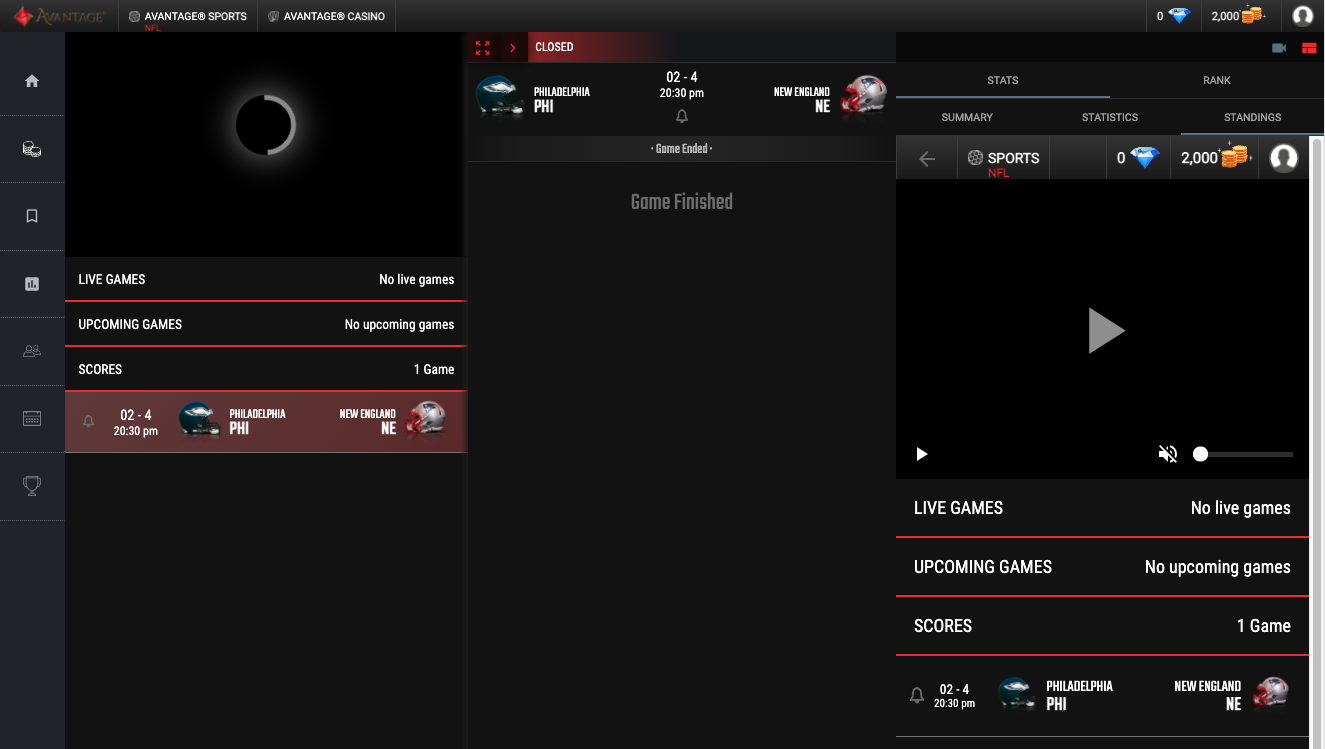 AVANTAGE®
AVANTAGE® SPORTS
NFL
AVANTAGE® CASINO
0
2,000
LIVE GAMES No live games
UPCOMING GAMES No upcoming games
SCORES 1 Game
02 - 4
20:30 pm
PHILADELPHIA
PHI
NEW ENGLAND
NE
CLOSED
PHILADELPHIA
PHI
02 - 4
20:30 pm
NEW ENGLAND
NE
· Game Ended ·
Game Finished
STATS RANK
SUMMARY STATISTICS STANDINGS
SPORTS
NFL
0
2,000
LIVE GAMES No live games
UPCOMING GAMES No upcoming games
SCORES 1 Game
02 - 4
20:30 pm
PHILADELPHIA
PHI
NEW ENGLAND
NE